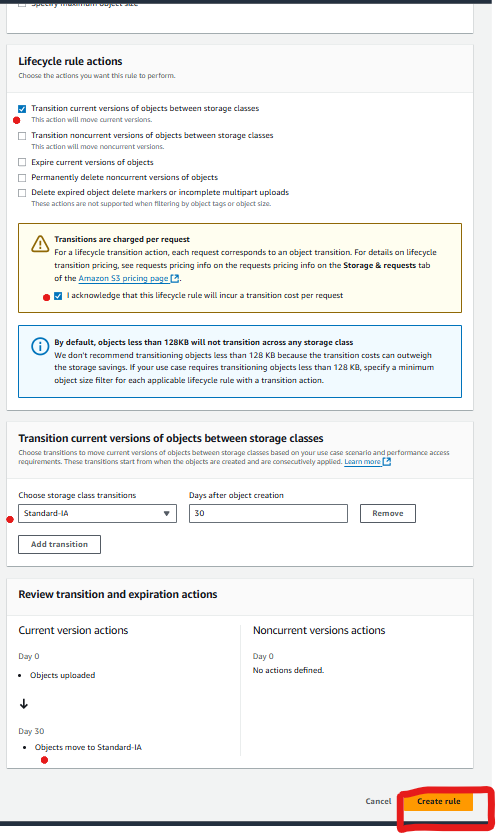 Specify maximum object size
Lifecycle rule actions
Choose the actions you want this rule to perform.
Transition current versions of objects between storage classes
This action will move current versions.
Transition noncurrent versions of objects between storage classes
This action will move noncurrent versions.
Expire current versions of objects
Permanently delete noncurrent versions of objects
Delete expired object delete markers or incomplete multipart uploads
These actions are not supported when filtering by object tags or object size.
Transitions are charged per request
For a lifecycle transition action, each request corresponds to an object transition. For details on lifecycle
transition pricing, see requests pricing info on the requests pricing info on the Storage & requests tab
of the Amazon S3 pricing page.
I acknowledge that this lifecycle rule will incur a transition cost per request
By default, objects less than 128KB will not transition across any storage class
We don't recommend transitioning objects less than 128 KB because the transition costs can outweigh
the storage savings. If your use case requires transitioning objects less than 128 KB, specify a minimum
object size filter for each applicable lifecycle rule with a transition action.
Transition current versions of objects between storage classes
Choose transitions to move current versions of objects between storage classes based on your use case scenario and performance access
requirements. These transitions start from when the objects are created and are consecutively applied. Learn more
Choose storage class transitions
Days after object creation
Standard-IA
30
Remove
Add transition
Review transition and expiration actions
Current version actions
Day 0
Objects uploaded
Day 30
Objects move to Standard-IA
Noncurrent versions actions
Day 0
No actions defined.
Cancel
Create rule